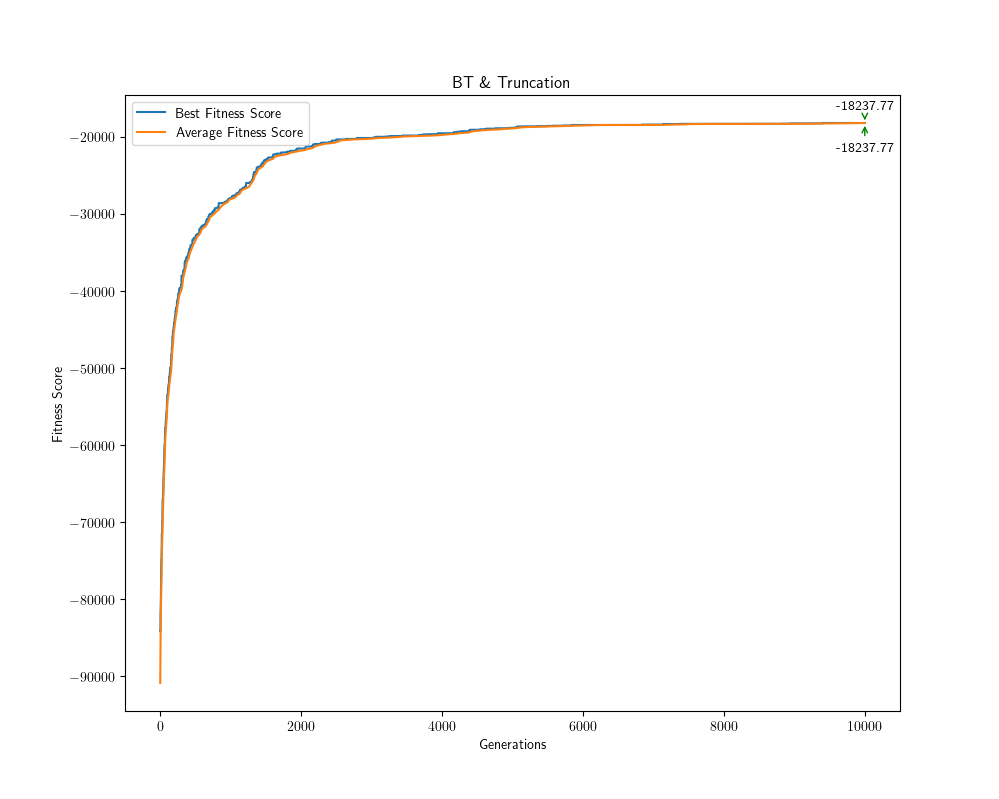 BT & Truncation
Best Fitness Score
Average Fitness Score
-18237.77
-18237.77
−20000
−30000
−40000
−50000
−60000
−70000
−80000
−90000
Fitness Score
0 2000 4000 6000 8000 10000
Generations